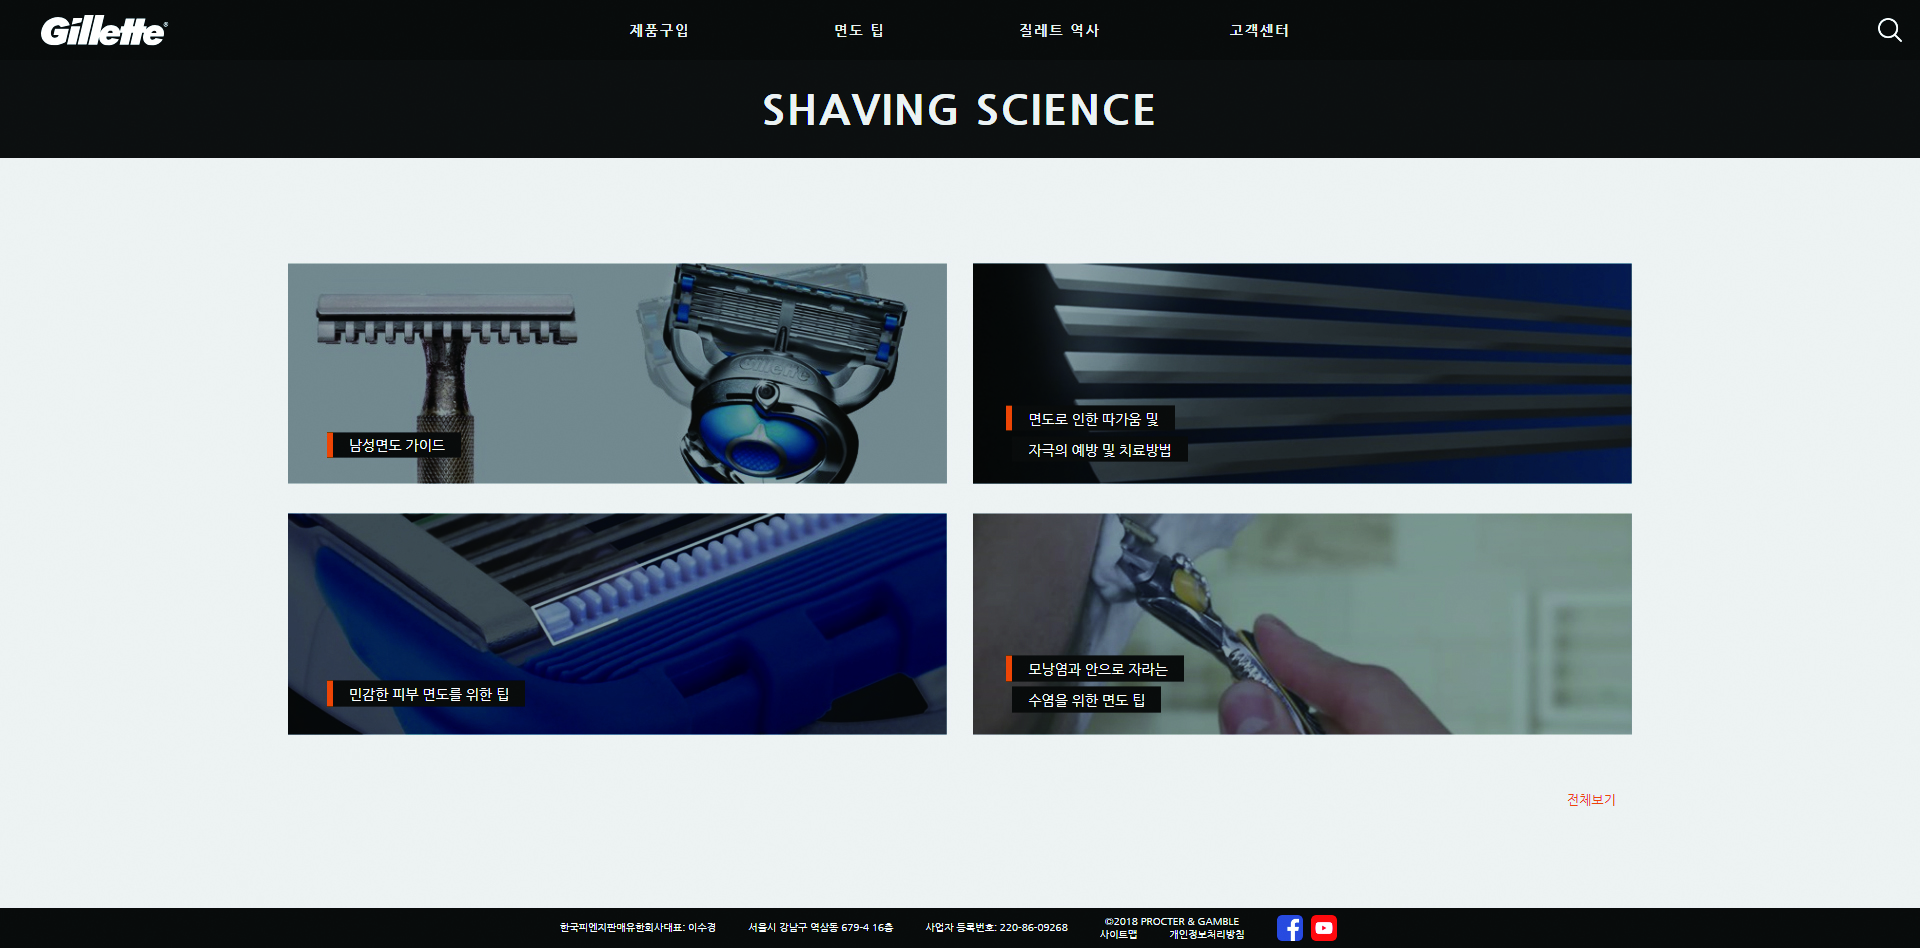 Gillette®
제품구입
면도 팁
질레트 역사
고객센터
SHAVING SCIENCE
Gillette
남성면도 가이드
면도로 인한 따가움 및
자극의 예방 및 치료방법
민감한 피부 면도를 위한 팁
모낭염과 안으로 자라는
수염을 위한 면도 팁
전체보기
한국피엔지판매유한회사대표: 이수경
서울시 강남구 역삼동 679-4 16층
사업자 등록번호: 220-86-09268
©2018 PROCTER & GAMBLE
사이트맵
개인정보처리방침